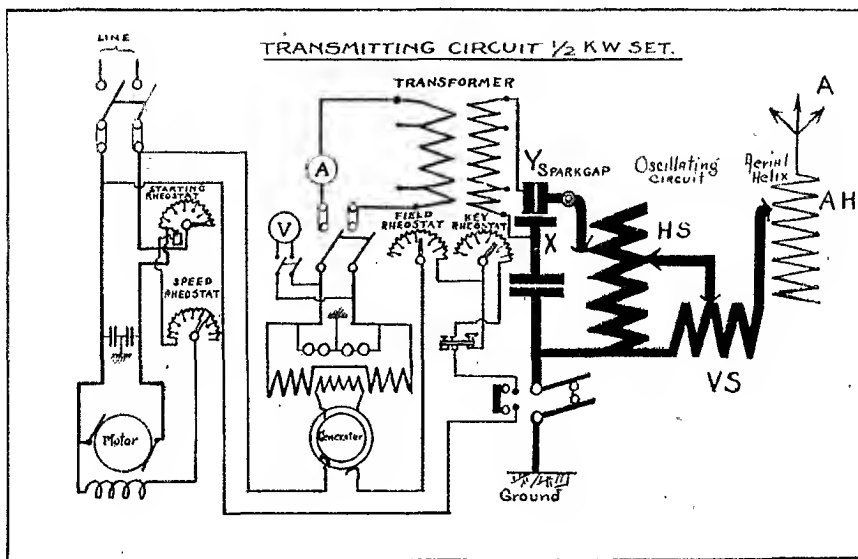 TRANSMITTING CIRCUIT 1/2 KW SET.
LINE
TRANSFORMER
A
A
Y SPARKGAP
Oscillating
CIRCUIT
Aerial
Helix
AH
STARTING
RHEOSTAT
V
FIELD
RHEOSTAT
KEY
RHEOSTAT
X
HS
SPEED
RHEOSTAT
VS
Motor
Generator
Ground